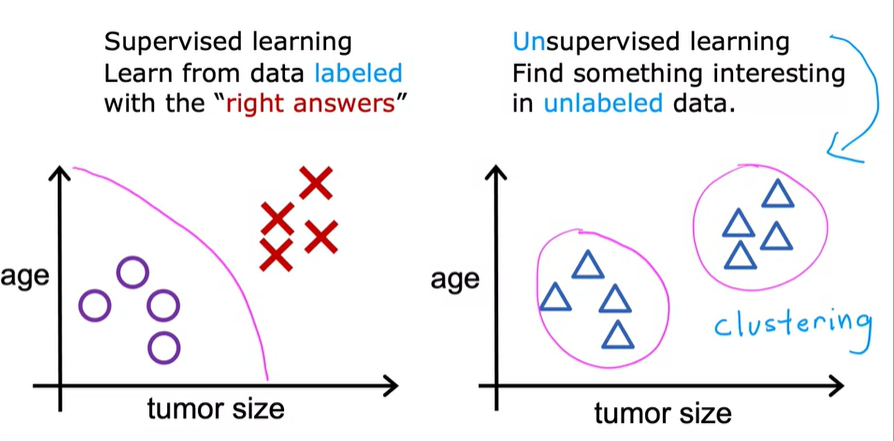 Supervised learning
Learn from data labeled
with the “right answers”
age
tumor size
Unsupervised learning
Find something interesting
in unlabeled data.
age
clustering
tumor size